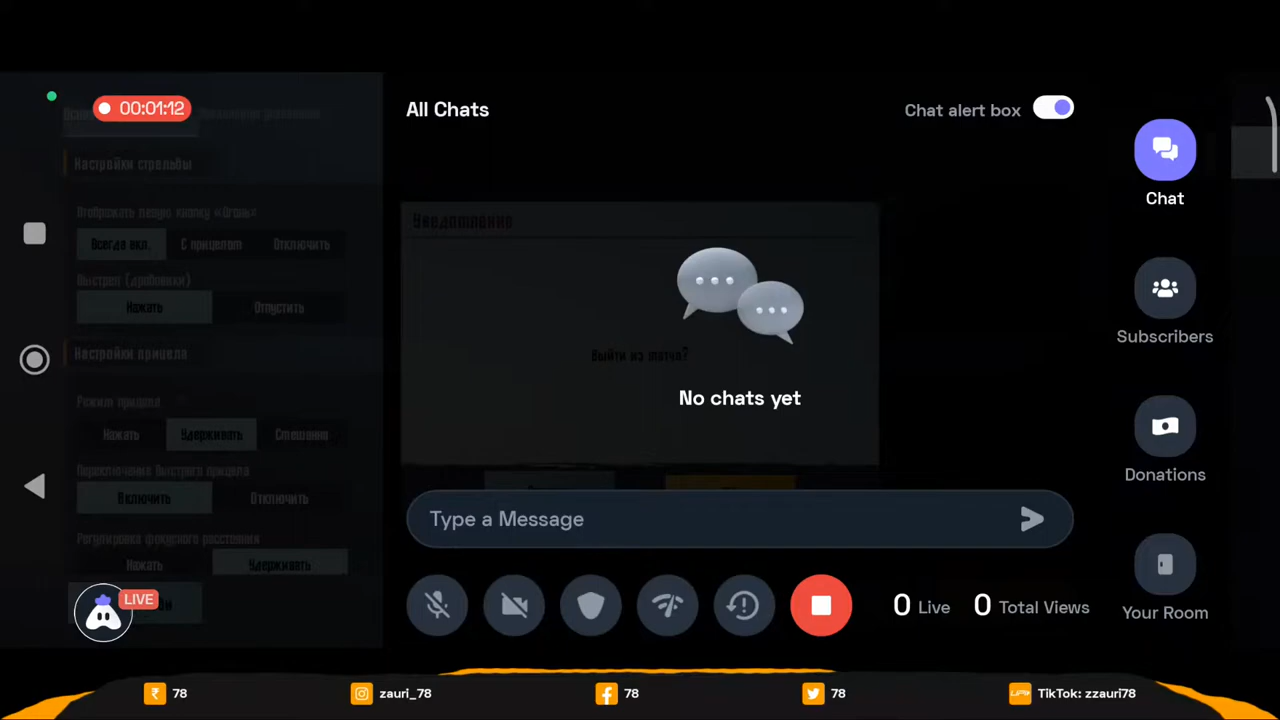 00:01:12
All Chats
Chat alert box
Chat
Настройки стрельбы
Отображать левую кнопку «Огонь»
Всегда вкл.
С прицелом
Отключить
Уведомление
Выстрел (дробовики)
Нажать
Отпустить
Subscribers
Настройки прицела
Выйти из матча?
No chats yet
Режим прицела
Нажать
Удерживать
Смешанно
Переключение быстрого прицела
Включить
Отключить
Donations
Type a Message
Регулировка фокусного расстояния
Нажать
Удерживать
LIVE
0 Live
0 Total Views
Your Room
78
zauri_78
78
78
TikTok: zzauri78